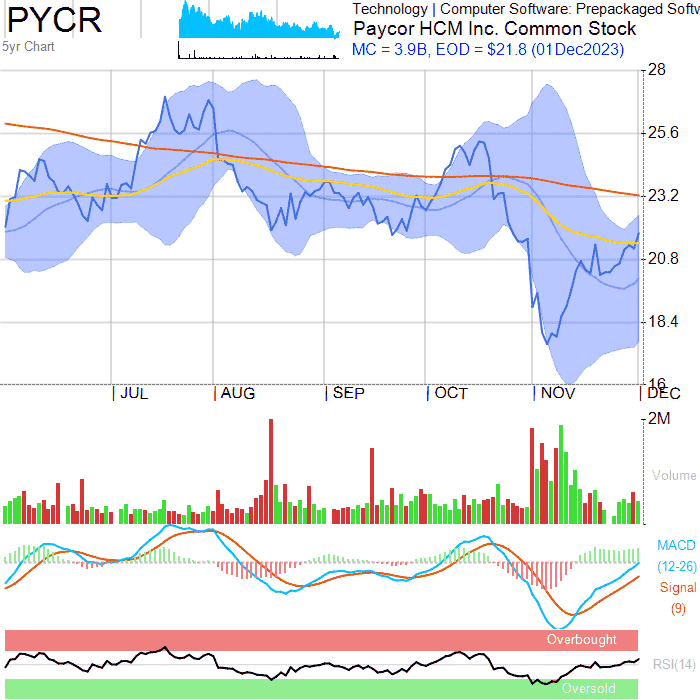 PYCR
5yr Chart
Technology | Computer Software: Prepackaged Softw
Paycor HCM Inc. Common Stock
MC = 3.9B, EOD = $21.8 (01Dec2023)
28
25.6
23.2
20.8
18.4
16
JUL AUG SEP OCT NOV DEC
2M
Volume
MACD
(12-26)
Signal
(9)
Overbought
RSI(14)
Oversold